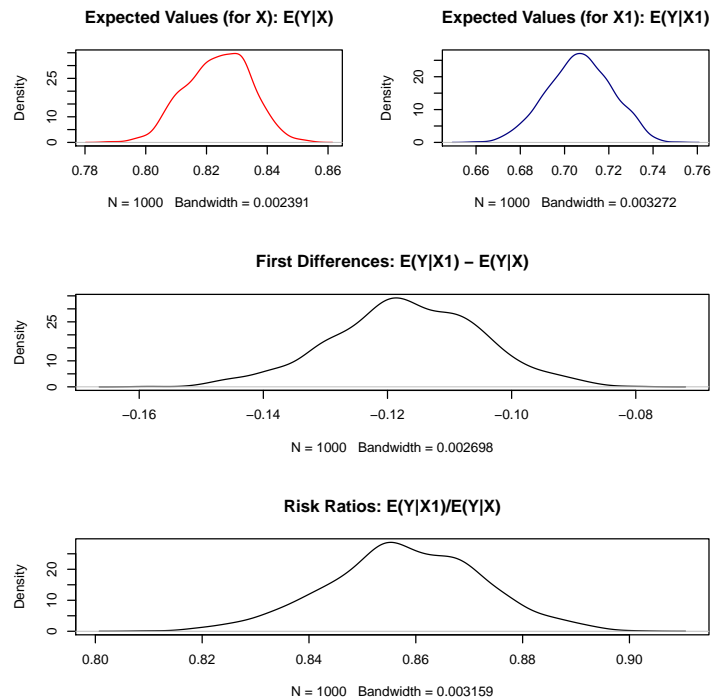 Expected Values (for X): E(Y|X)
Density
10
25
0
0.78 0.80 0.82 0.84 0.86
N = 1000 Bandwidth = 0.002391
Expected Values (for X1): E(Y|X1)
Density
0
10
20
0.66 0.68 0.70 0.72 0.74 0.76
N = 1000 Bandwidth = 0.003272
First Differences: E(Y|X1) − E(Y|X)
Density
0
10
25
−0.16 −0.14 −0.12 −0.10 −0.08
N = 1000 Bandwidth = 0.002698
Risk Ratios: E(Y|X1)/E(Y|X)
Density
0
10
20
0.80 0.82 0.84 0.86 0.88 0.90
N = 1000 Bandwidth = 0.003159